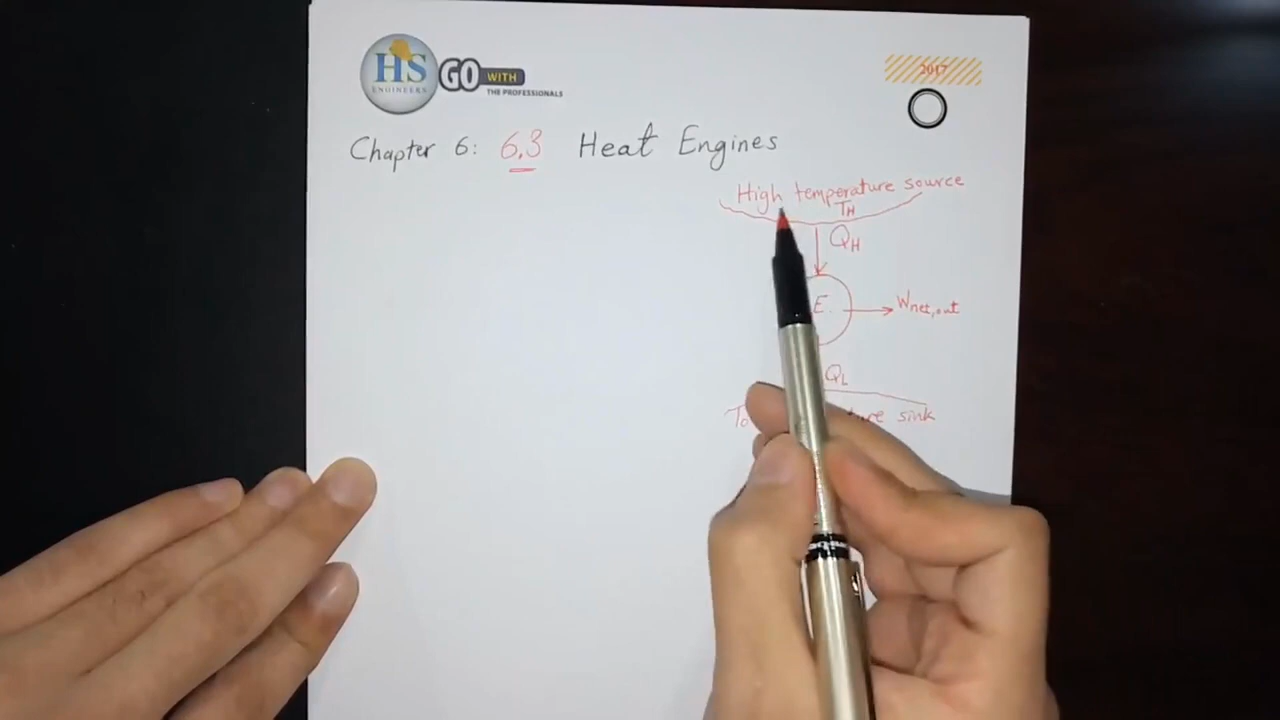 HS
ENGINEERS
GO WITH
THE PROFESSIONALS
2017
Chapter 6: 6.3 Heat Engines
High temperature source
TH
QH
E.
Wnet,out
QL
sink